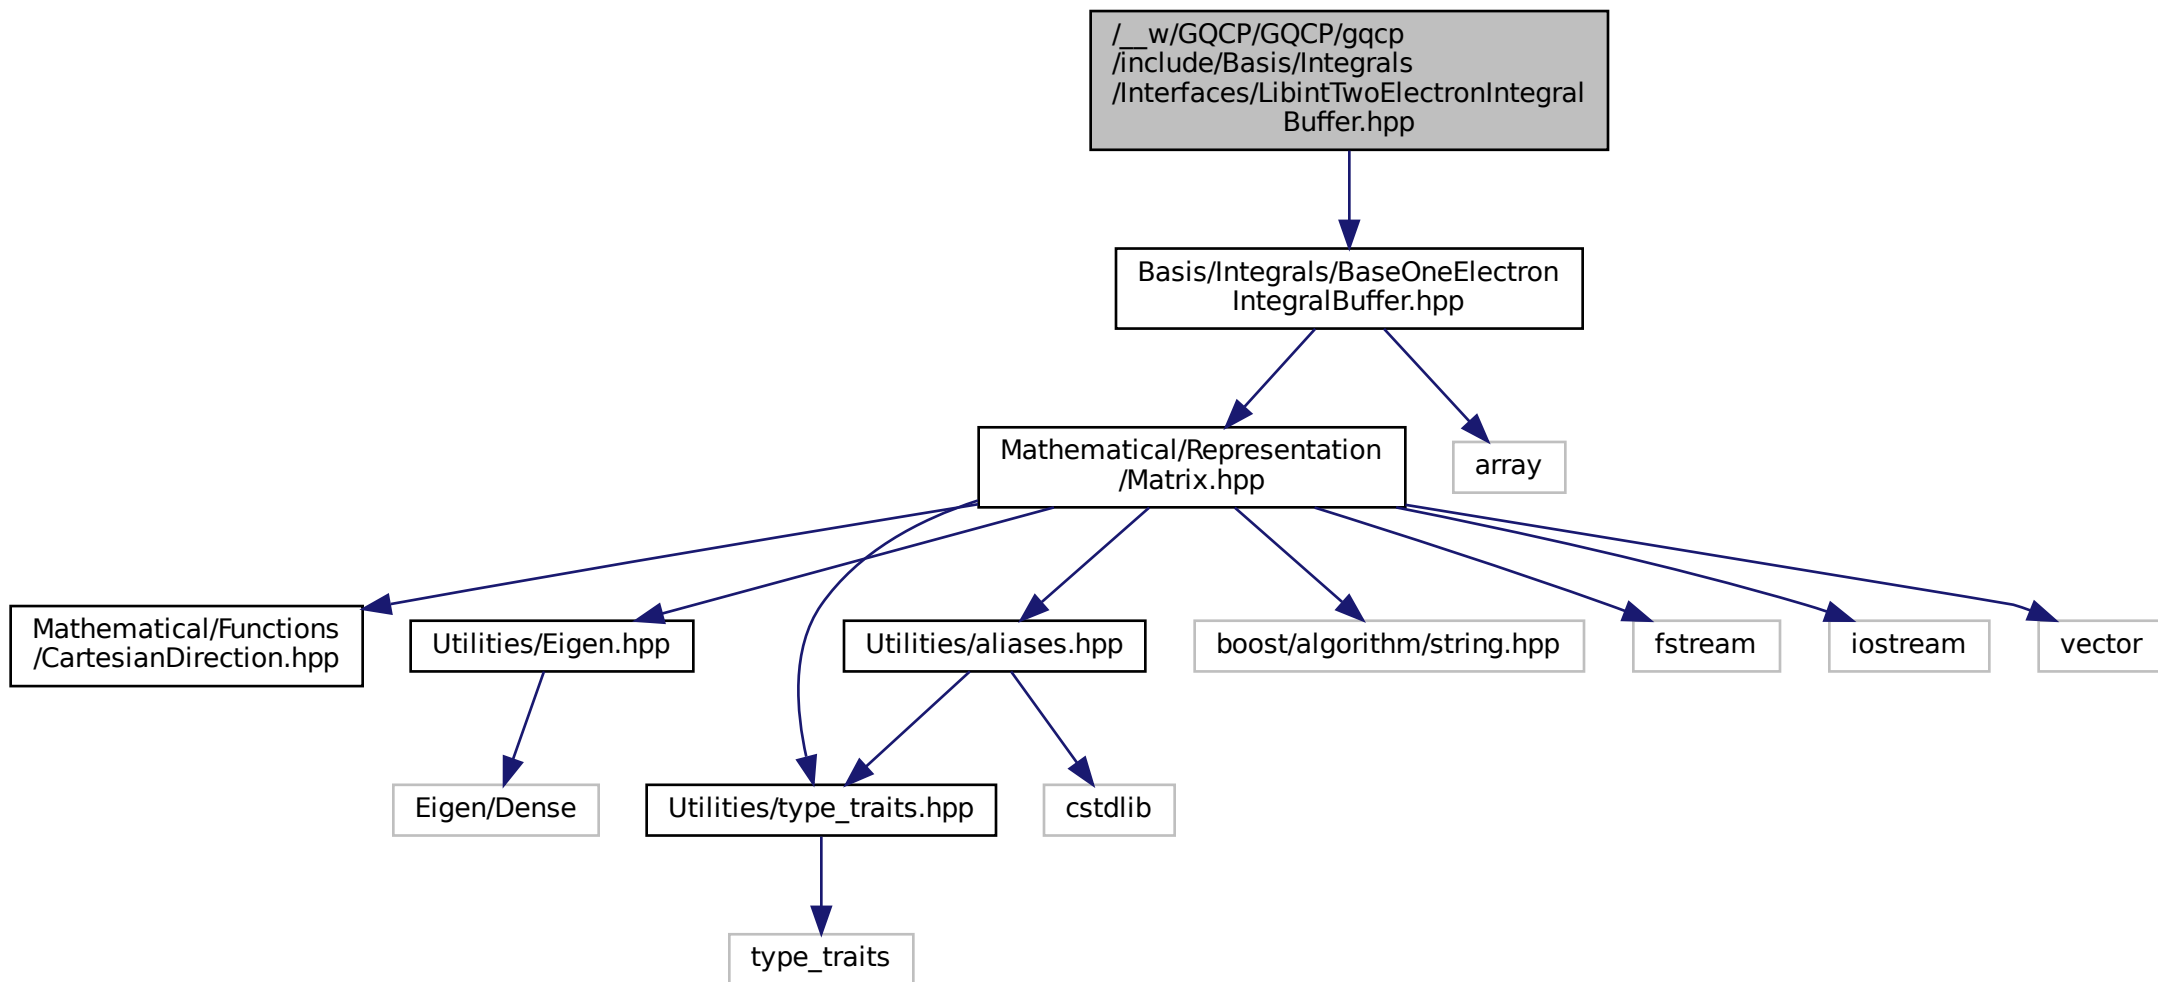 /__w/GQCP/GQCP/gqcp
/include/Basis/Integrals
/Interfaces/LibintTwoElectronIntegral
Buffer.hpp
Basis/Integrals/BaseOneElectron
IntegralBuffer.hpp
Mathematical/Representation
/Matrix.hpp
array
Mathematical/Functions
/CartesianDirection.hpp
Utilities/Eigen.hpp
Utilities/aliases.hpp
boost/algorithm/string.hpp
fstream
iostream
vector
Eigen/Dense
Utilities/type_traits.hpp
cstdlib
type_traits